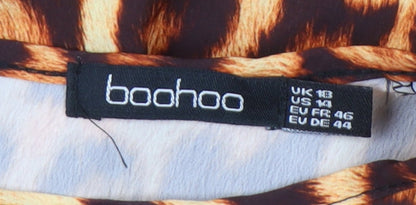 boohoo
UK 18
US 14
EU FR 46
EU DE 44